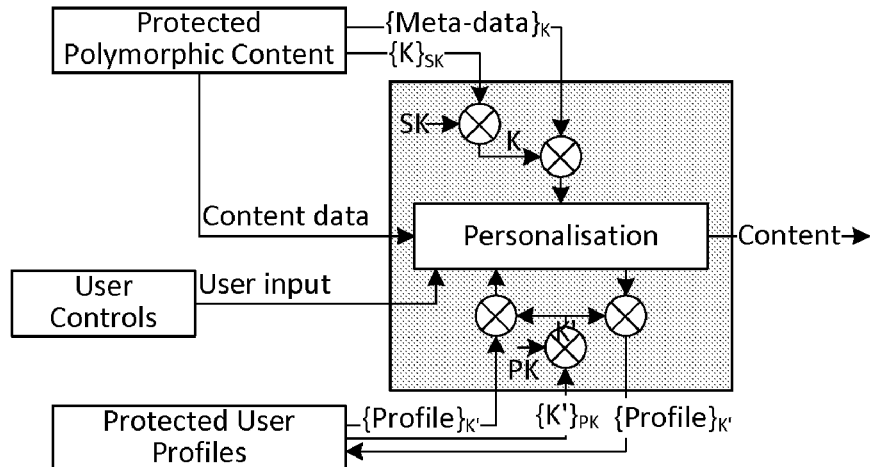 Protected
Polymorphic Content
{Meta-data}K
{K}SK
SK
K
Content data
Personalisation
Content
User
Controls
User input
K'
PK
Protected User
Profiles
{Profile}K'
{K'}PK
{Profile}K'